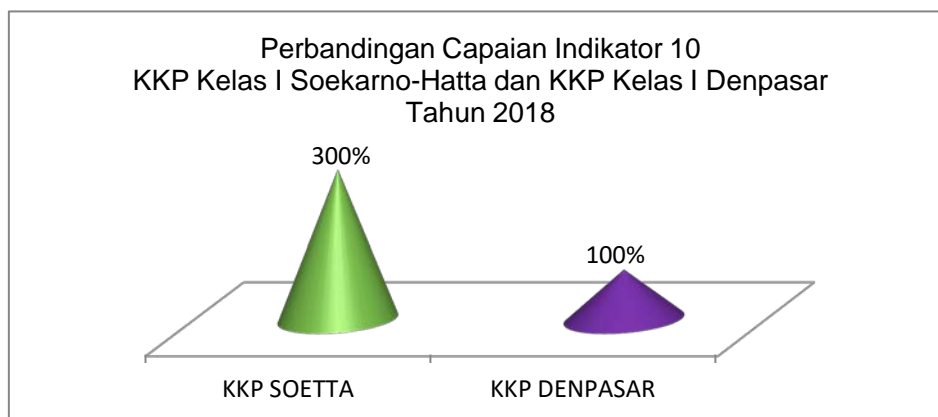 Perbandingan Capaian Indikator 10
KKP Kelas I Soekarno-Hatta dan KKP Kelas I Denpasar
Tahun 2018
300%
100%
KKP SOETTA
KKP DENPASAR